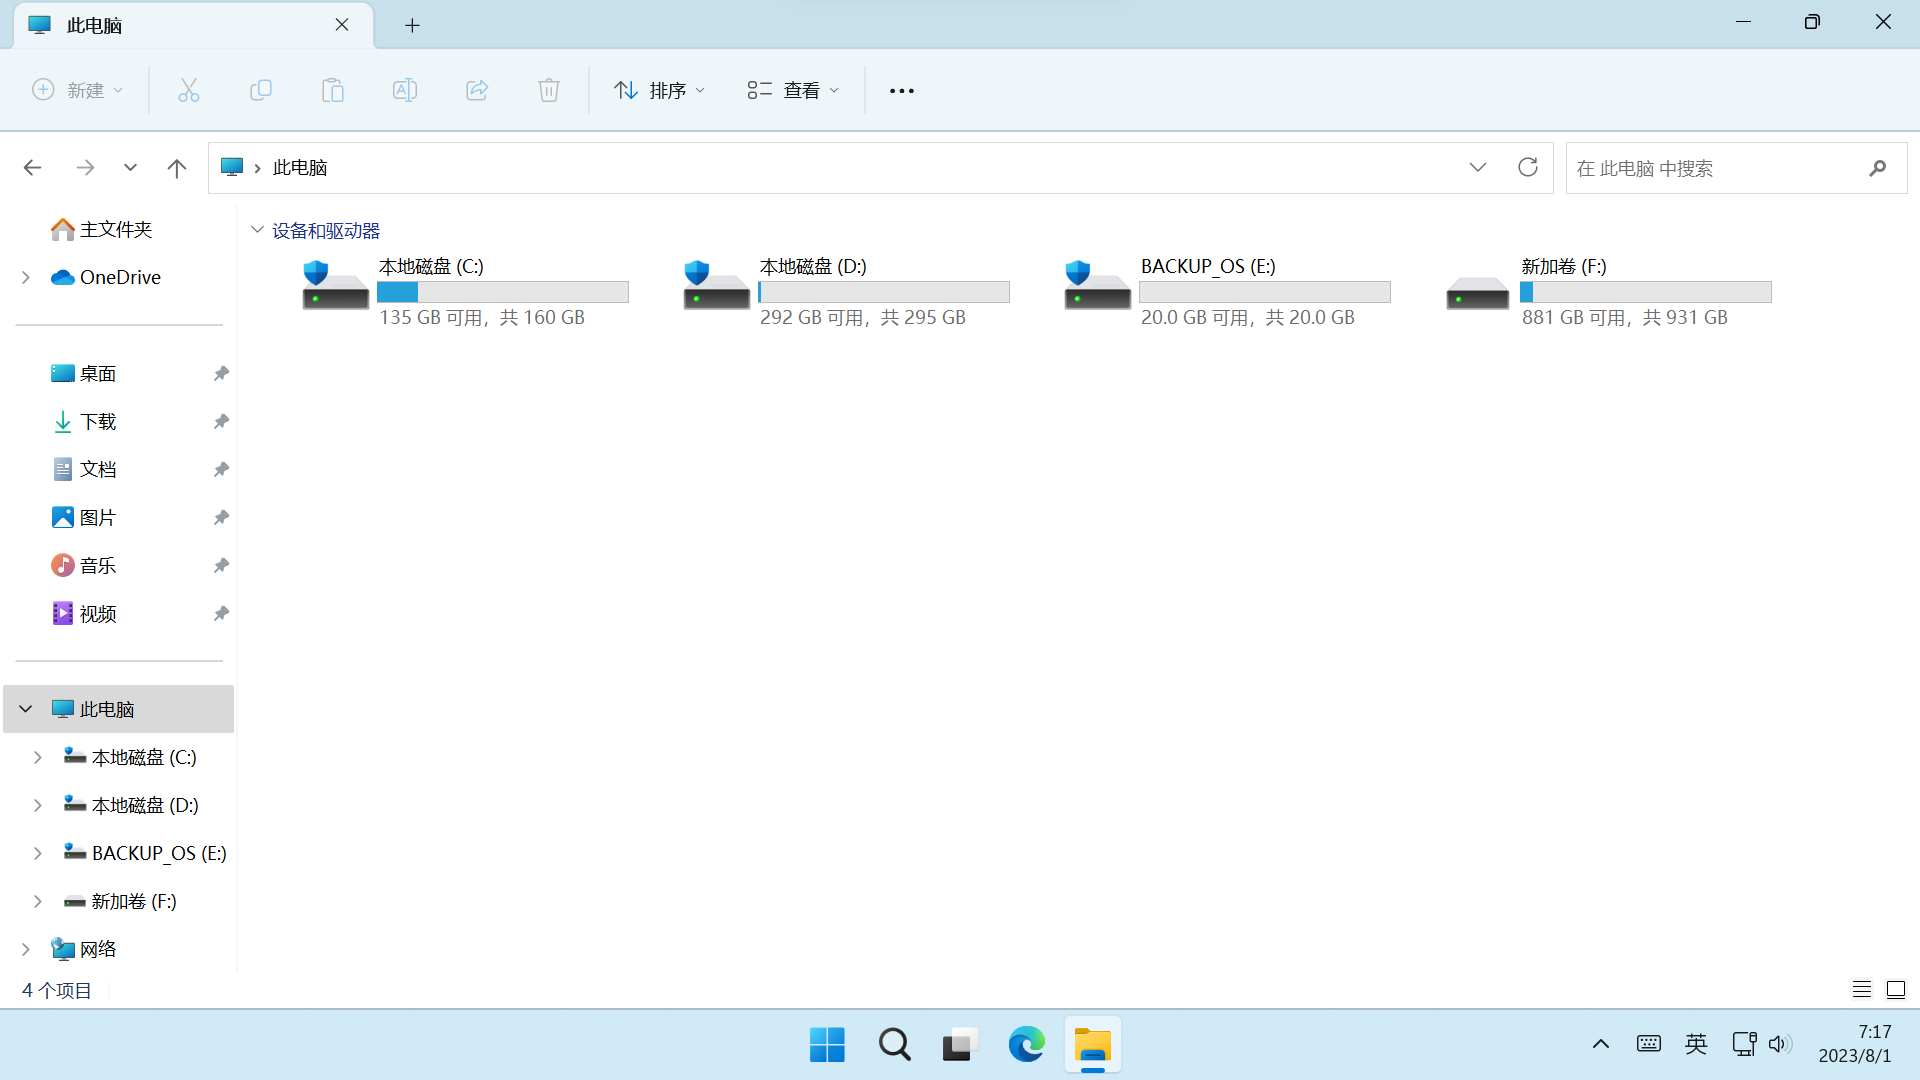 此电脑
新建
排序
查看
此电脑
在 此电脑 中搜索
主文件夹
OneDrive
桌面
下载
文档
图片
音乐
视频
此电脑
本地磁盘 (C:)
本地磁盘 (D:)
BACKUP_OS (E:)
新加卷 (F:)
网络
设备和驱动器
本地磁盘 (C:)
135 GB 可用，共 160 GB
本地磁盘 (D:)
292 GB 可用，共 295 GB
BACKUP_OS (E:)
20.0 GB 可用，共 20.0 GB
新加卷 (F:)
881 GB 可用，共 931 GB
4 个项目
英
7:17
2023/8/1